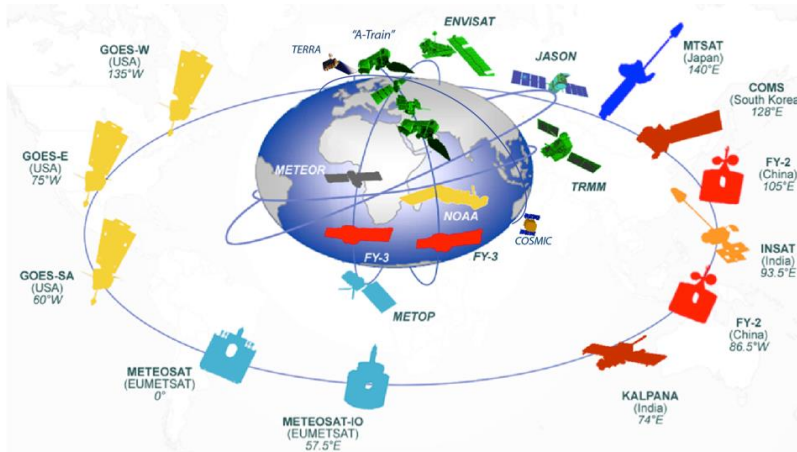 GOES-W
(USA)
135°W
TERRA
"A-Train"
ENVISAT
JASON
MTSAT
(Japan)
140°E
COMS
(South Korea
128°E
GOES-E
(USA)
75°W
METEOR
NOAA
TRMM
FY-2
(China)
105°E
COSMIC
INSAT
(India)
93.5°E
GOES-SA
(USA)
60°W
FY-3
FY-3
METOP
FY-2
(China)
86.5°W
METEOSAT
(EUMETSAT)
0°
METEOSAT-IO
(EUMETSAT)
57.5°E
KALPANA
(India)
74°E